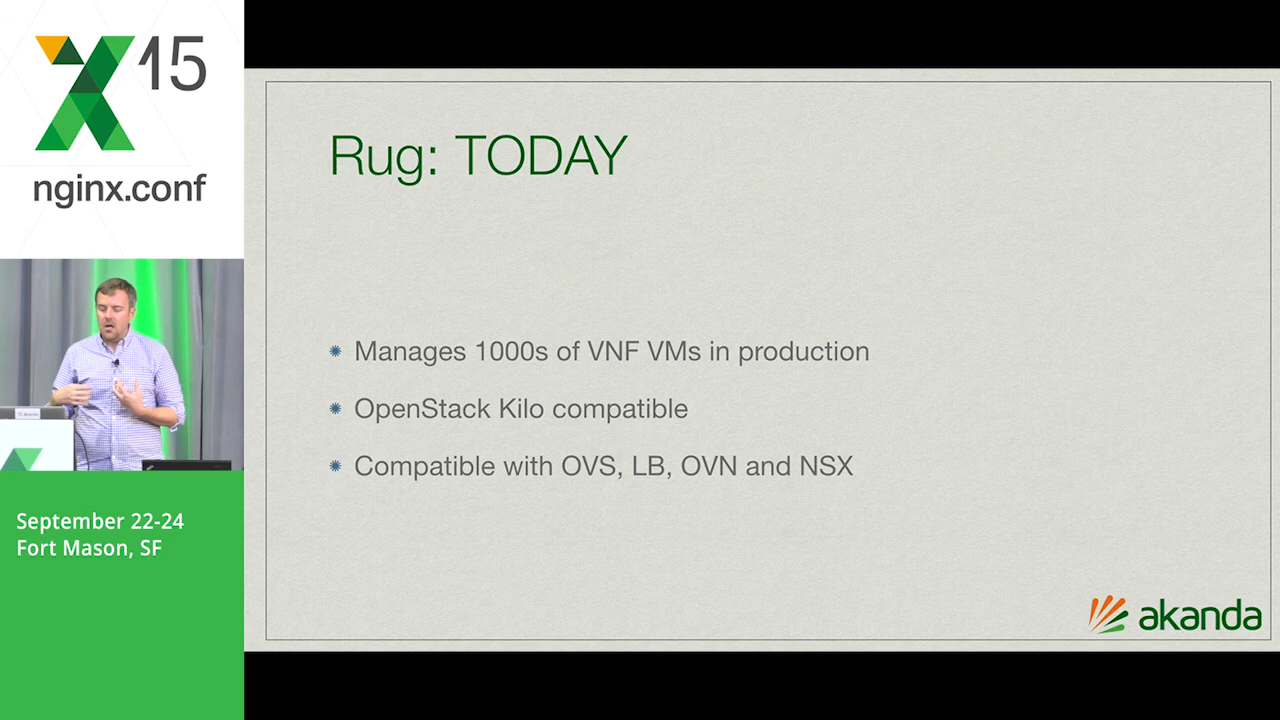 15
nginx.conf
September 22-24
Fort Mason, SF
Rug: TODAY
Manages 1000s of VNF VMs in production
OpenStack Kilo compatible
Compatible with OVS, LB, OVN and NSX
akanda